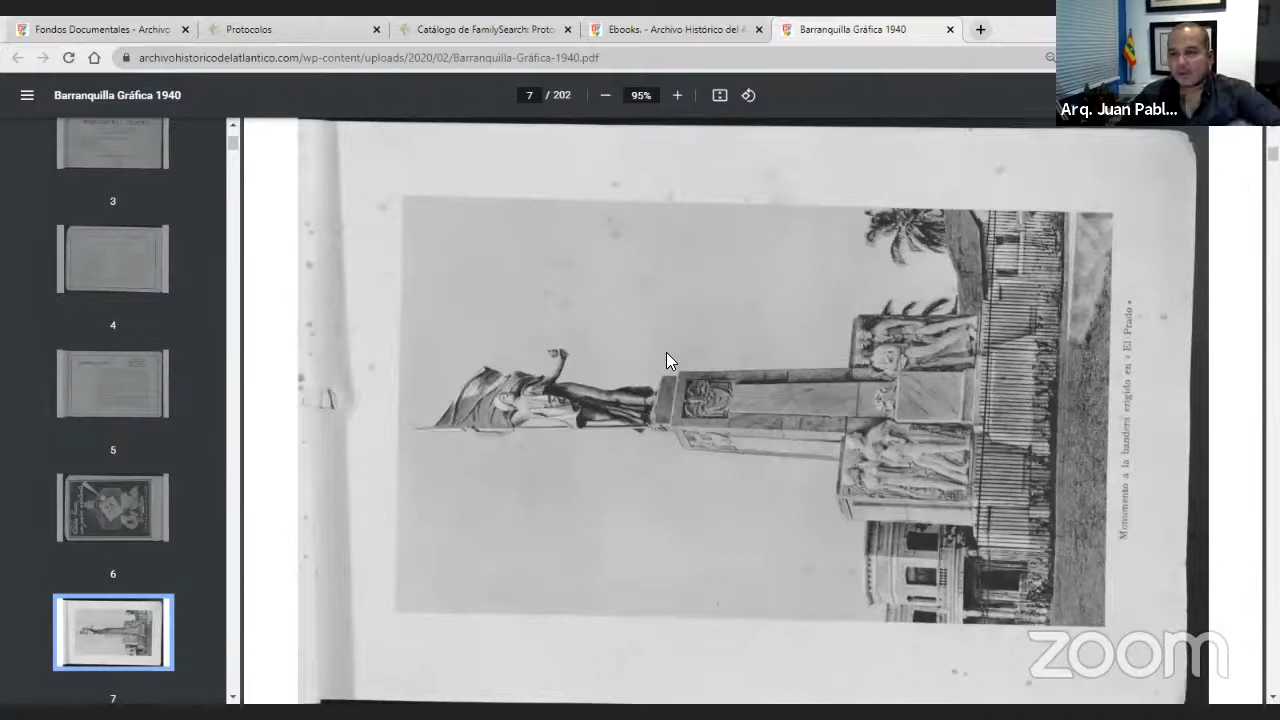 Fondos Documentales - Archivo
Protocolos
Catálogo de FamilySearch: Proto
Ebooks. - Archivo Histórico del A
Barranquilla Gráfica 1940
archivohistoricodelatlantico.com/wp-content
/02/Barranquilla-Gráfica-1940.pdf
Barranquilla Gráfica 1940
7 / 202
95%
Arq. Juan Pabl...
3
4
5
6
7
Monumento a la bandera erigido en « El Prado »
zoom